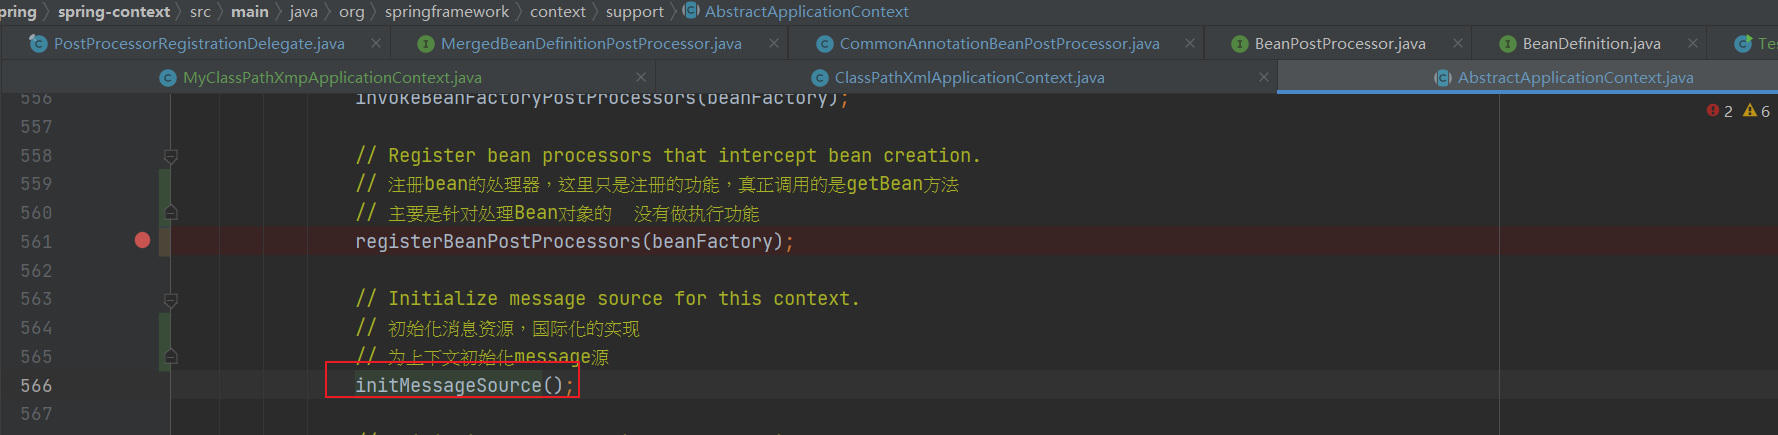 pring 〉 spring-context 〉 src 〉 main 〉 java 〉 org 〉 springframework 〉 context 〉 support 〉 AbstractApplicationContext
PostProcessorRegistrationDelegate.java × MergedBeanDefinitionPostProcessor.java × CommonAnnotationBeanPostProcessor.java × BeanPostProcessor.java × BeanDefinition.java × Te
MyClassPathXmpApplicationContext.java × ClassPathXmlApplicationContext.java × AbstractApplicationContext.java
556 invokeBeanFactoryPostProcessors(beanFactory);
2 6
557
558 // Register bean processors that intercept bean creation.
559 // 注册bean的处理器，这里只是注册的功能，真正调用的是getBean方法
560 // 主要是针对处理Bean对象的 没有做执行功能
561 registerBeanPostProcessors(beanFactory);
562
563 // Initialize message source for this context.
564 // 初始化消息资源，国际化的实现
565 // 为上下文初始化message源
566 initMessageSource();
567